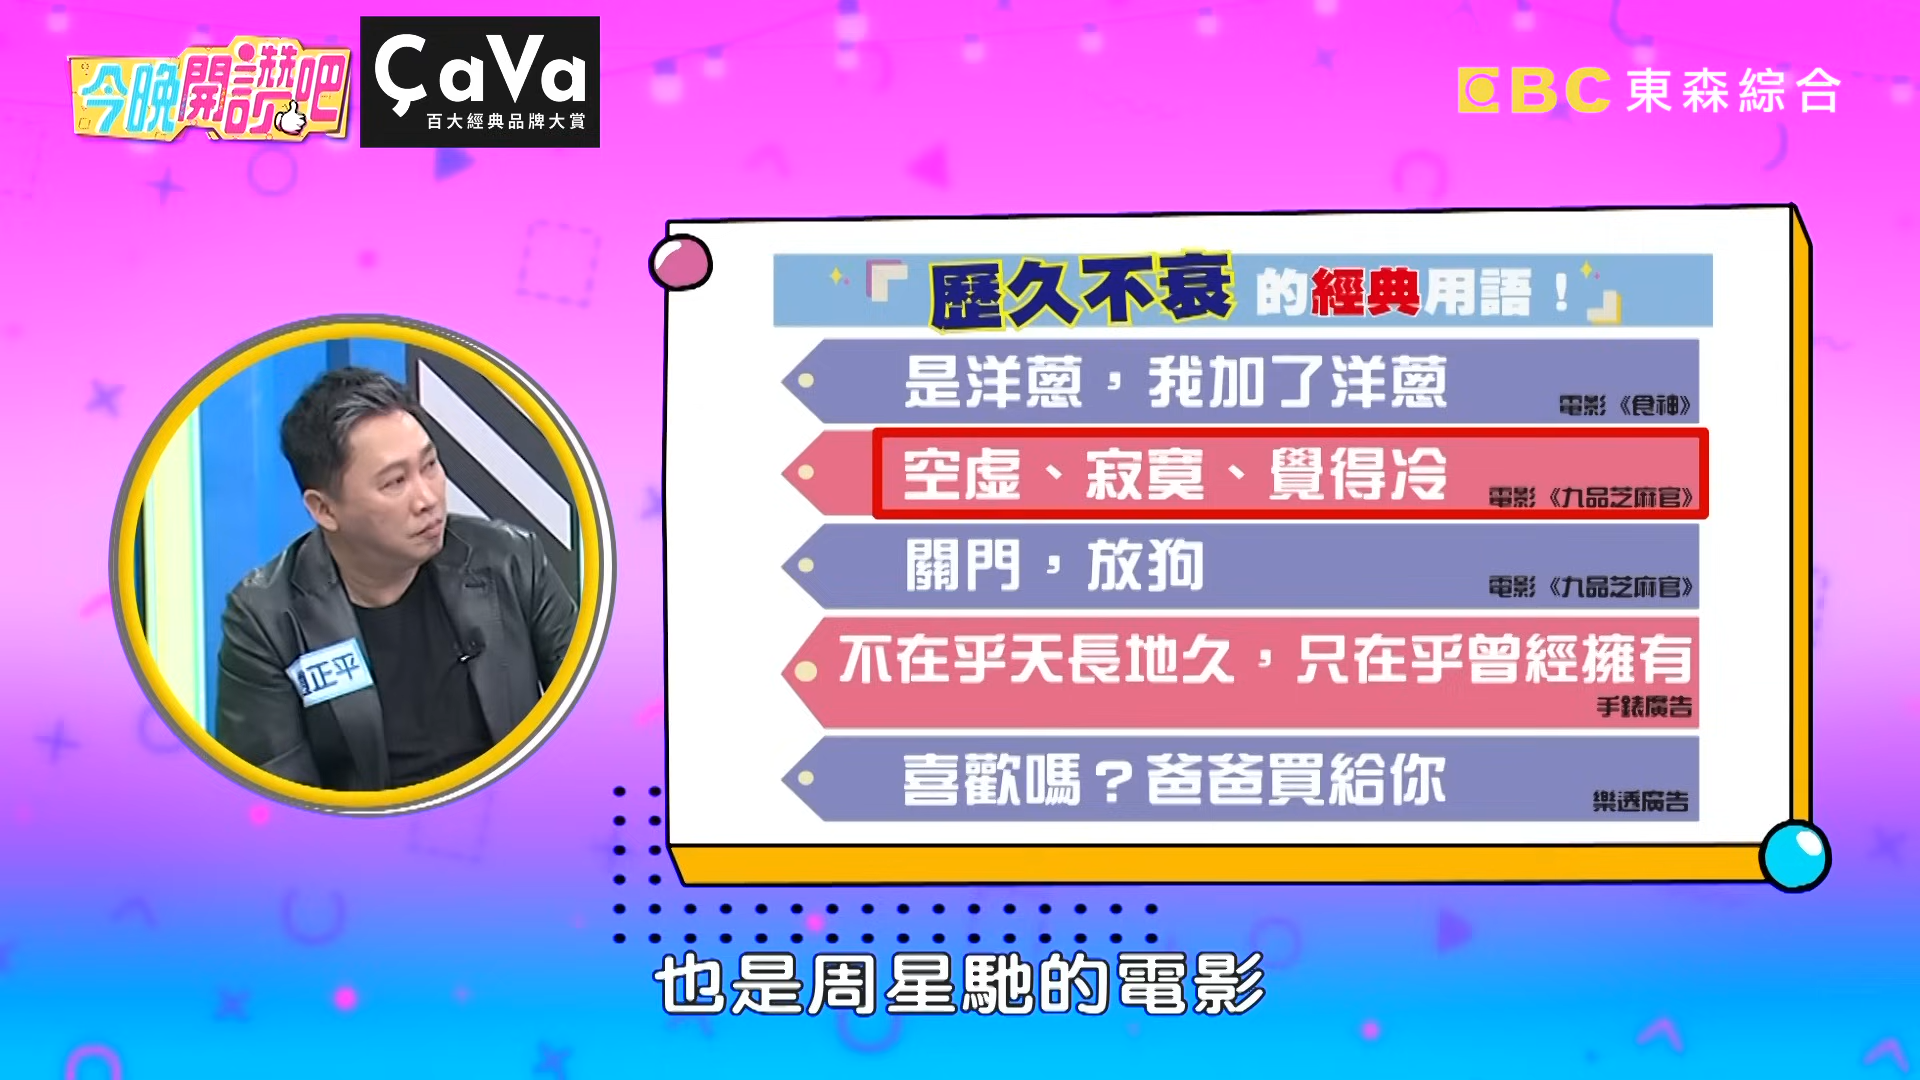 今晚開讚吧
ÇaVa
百大經典品牌大賞
EBC 東森綜合
歷久不衰的經典用語！
是洋蔥，我加了洋蔥
電影《食神》
空虛、寂寞、覺得冷
電影《九品芝麻官》
關門，放狗
電影《九品芝麻官》
不在乎天長地久，只在乎曾經擁有
手錶廣告
喜歡嗎？爸爸買給你
樂透廣告
正平
也是周星馳的電影